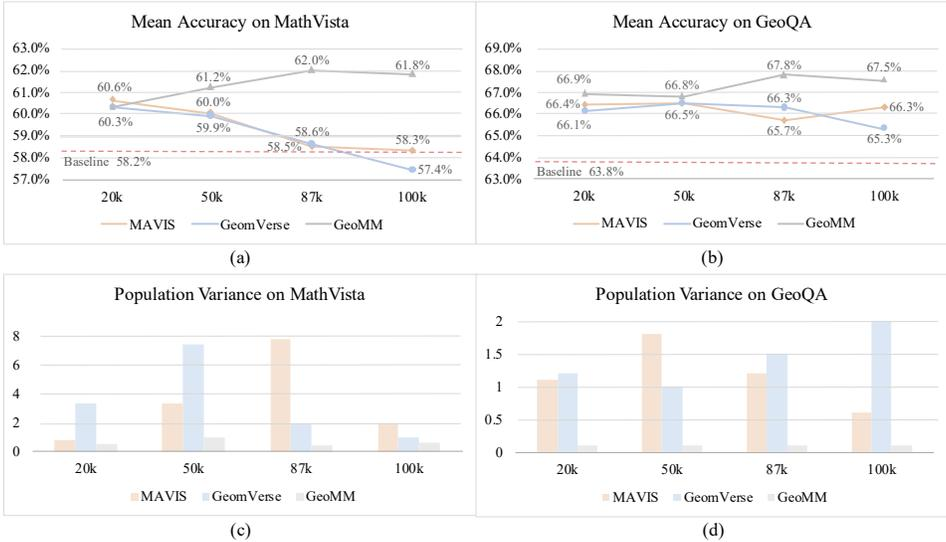 Mean Accuracy on MathVista
63.0%
62.0%
61.0%
60.0%
59.0%
58.0%
57.0%
60.6%
60.3%
61.2%
60.0%
59.9%
62.0%
58.6%
58.5%
61.8%
58.3%
57.4%
Baseline 58.2%
20k 50k 87k 100k
MAVIS GeomVerse GeoMM
(a)
Mean Accuracy on GeoQA
69.0%
68.0%
67.0%
66.0%
65.0%
64.0%
63.0%
66.9%
66.4%
66.1%
66.8%
66.5%
67.8%
66.3%
65.7%
67.5%
66.3%
65.3%
Baseline 63.8%
20k 50k 87k 100k
MAVIS GeomVerse GeoMM
(b)
Population Variance on MathVista
8
6
4
2
0
20k 50k 87k 100k
MAVIS GeomVerse GeoMM
(c)
Population Variance on GeoQA
2
1.5
1
0.5
0
20k 50k 87k 100k
MAVIS GeomVerse GeoMM
(d)